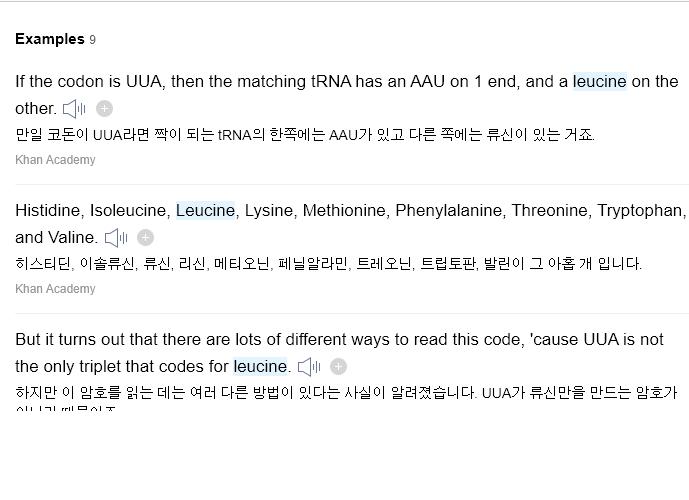 Examples 9
If the codon is UUA, then the matching tRNA has an AAU on 1 end, and a leucine on the
other.
만일 코돈이 UUA라면 짝이 되는 tRNA의 한쪽에는 AAU가 있고 다른 쪽에는 류신이 있는 거죠.
Khan Academy
Histidine, Isoleucine, Leucine, Lysine, Methionine, Phenylalanine, Threonine, Tryptophan,
and Valine.
히스티딘, 이솔류신, 류신, 리신, 메티오닌, 페닐알라민, 트레오닌, 트립토판, 발린이 그 아홉 개 입니다.
Khan Academy
But it turns out that there are lots of different ways to read this code, 'cause UUA is not
the only triplet that codes for leucine.
하지만 이 암호를 읽는 데는 여러 다른 방법이 있다는 사실이 알려졌습니다. UUA가 류신만을 만드는 암호가